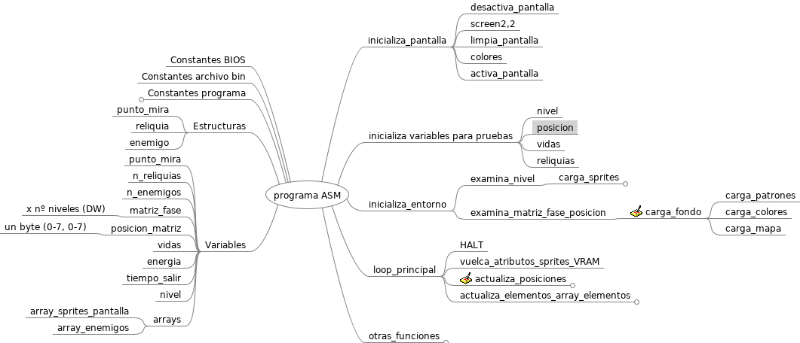 programa ASM
Constantes BIOS
Constantes archivo bin
Constantes programa
Estructuras
punto_mira
reliquia
enemigo
Variables
punto_mira
n_reliquias
n_enemigos
matriz_fase
x nº niveles (DW)
posicion_matriz
un byte (0-7, 0-7)
vidas
energia
tiempo_salir
nivel
arrays
array_sprites_pantalla
array_enemigos
inicializa_pantalla
desactiva_pantalla
screen2,2
limpia_pantalla
colores
activa_pantalla
inicializa variables para pruebas
nivel
posicion
vidas
reliquias
inicializa_entorno
examina_nivel
carga_sprites
examina_matriz_fase_posicion
carga_fondo
carga_patrones
carga_colores
carga_mapa
loop_principal
HALT
vuelca_atributos_sprites_VRAM
actualiza_posiciones
actualiza_elementos_array_elementos
otras_funciones